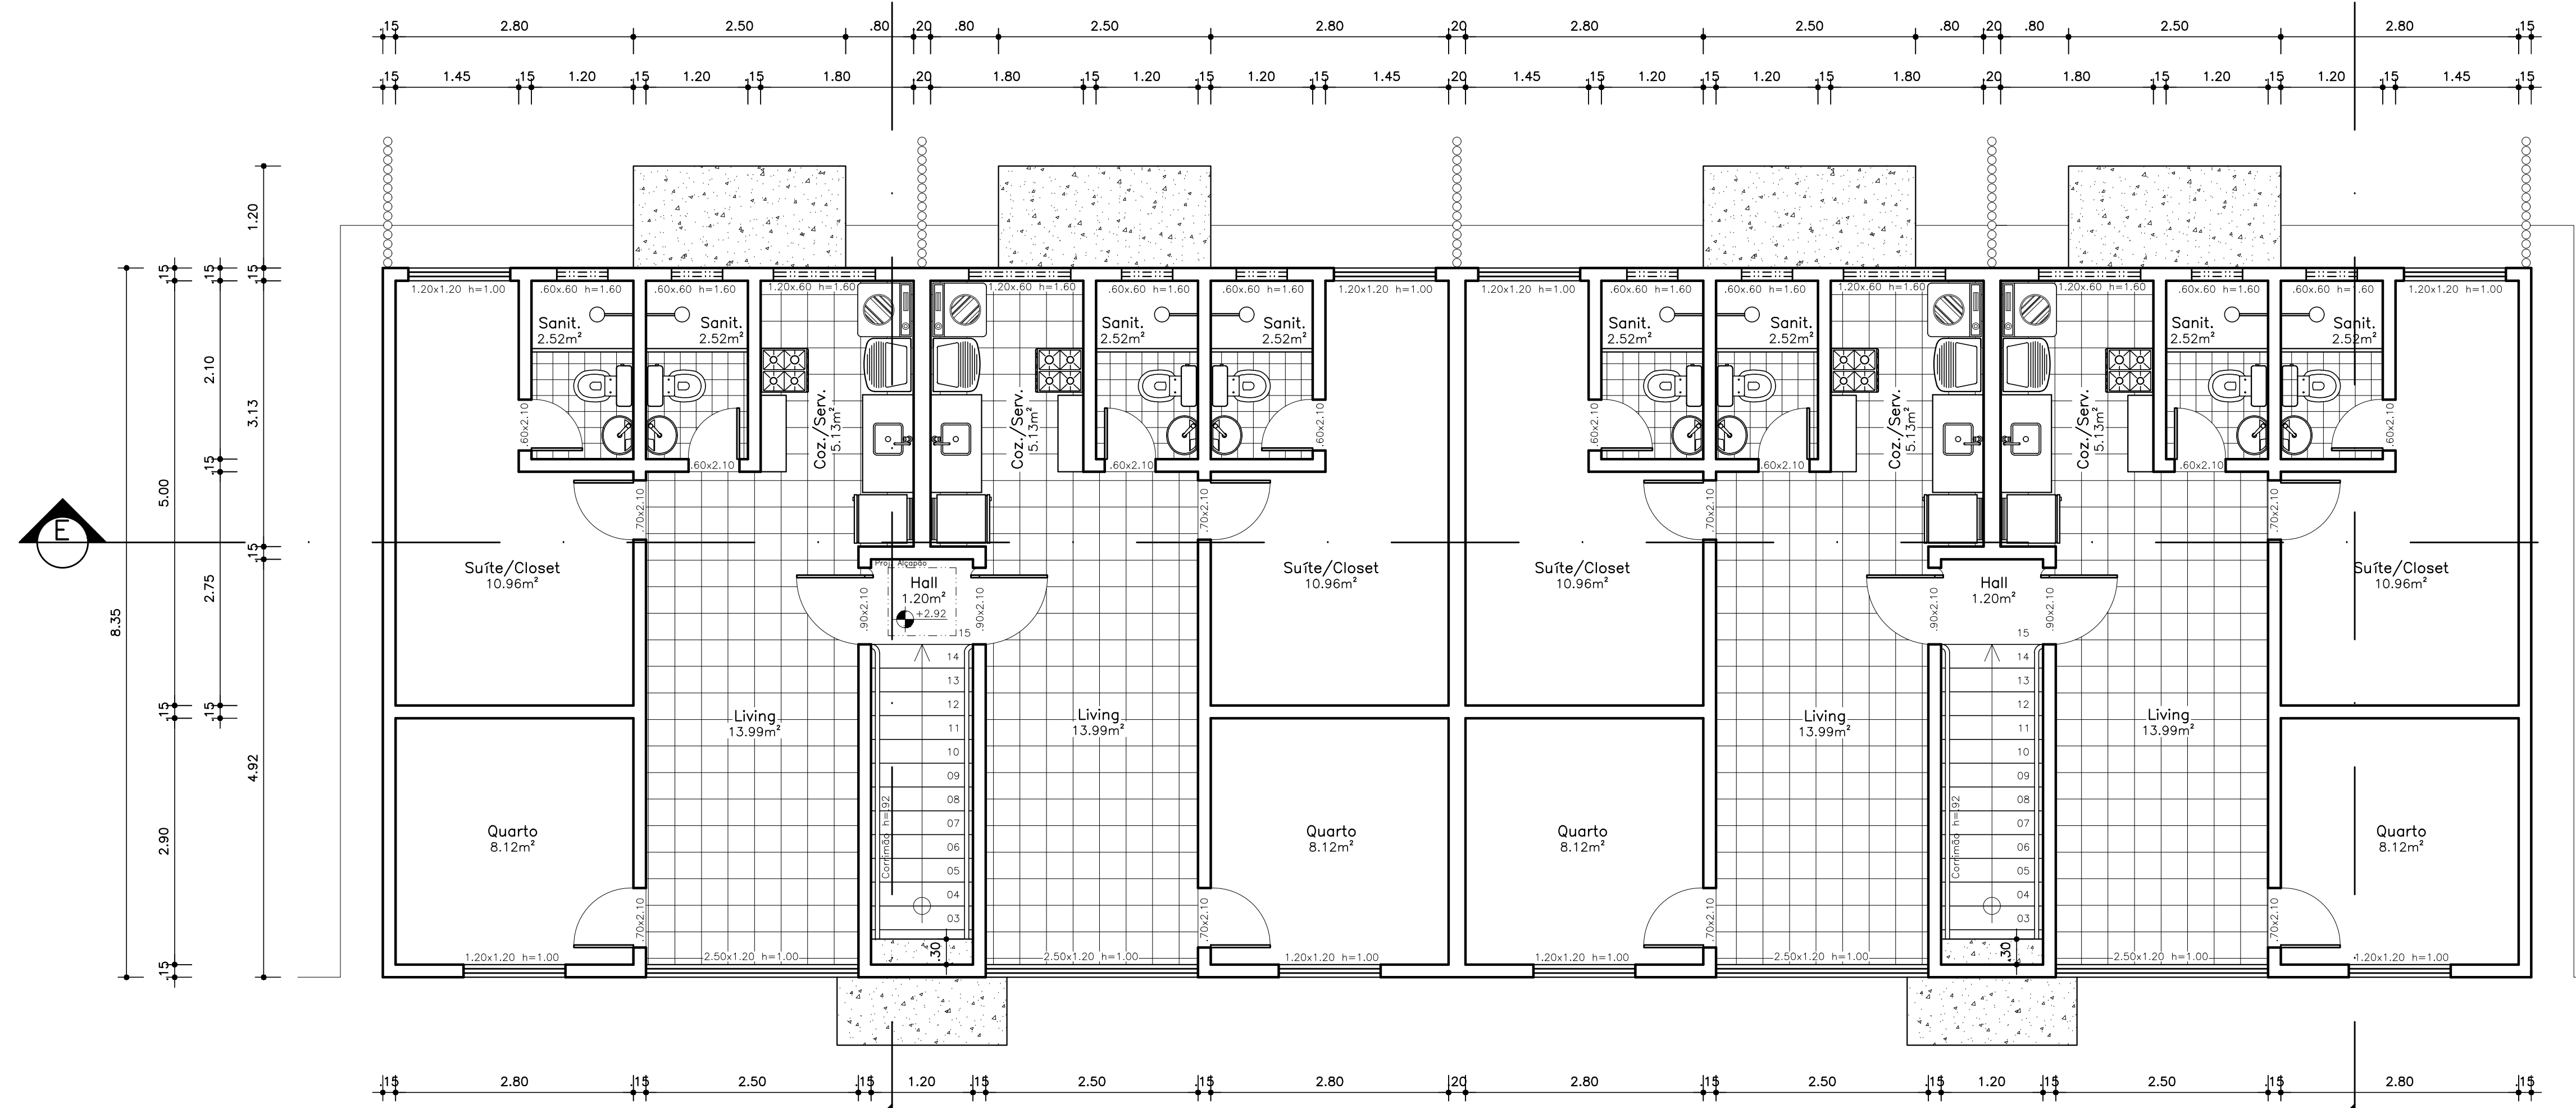 .15 2.80 2.50 .80 .20 .80 2.50 2.80 .20 2.80 2.50 .80 .20 .80 2.50 2.80 .15
.15 1.45 .15 1.20 .15 1.20 .15 1.80 .20 1.80 .15 1.20 .15 1.20 .15 1.45 .20 1.45 .15 1.20 .15 1.20 .15 1.80 .20 1.80 .15 1.20 .15 1.20 .15 1.45 .15
1.20
.15 .15 .15
1.20x1.20 h=1.00 .60x.60 h=1.60 .60x.60 h=1.60 1.20x.60 h=1.60 1.20x.60 h=1.60 .60x.60 h=1.60 .60x.60 h=1.60 1.20x1.20 h=1.00 1.20x1.20 h=1.00 .60x.60 h=1.60 .60x.60 h=1.60 1.20x.60 h=1.60 1.20x.60 h=1.60 .60x.60 h=1.60 .60x.60 h=1.60 1.20x1.20 h=1.00
Sanit. Sanit. Sanit. Sanit. Sanit. Sanit. Sanit. Sanit.
2.52m² 2.52m² 2.52m² 2.52m² 2.52m² 2.52m² 2.52m² 2.52m²
2.10
3.13
Coz./Serv. Coz./Serv. Coz./Serv. Coz./Serv.
5.13m² 5.13m² 5.13m² 5.13m²
.60x2.10 .60x2.10 .60x2.10 .60x2.10
.15
.60x2.10 .60x2.10 .60x2.10 .60x2.10
5.00
.70x2.10 .70x2.10 .70x2.10 .70x2.10
E
.15
Proj. Alçapão
Suíte/Closet Suíte/Closet Suíte/Closet Suíte/Closet
10.96m² 10.96m² 10.96m² 10.96m²
Hall Hall
1.20m² 1.20m²
2.75
.90x2.10 .90x2.10 .90x2.10 .90x2.10
+2.92
8.35
15 15
14 14
13 13
12 12
.15 .15
Living Living Living Living
13.99m² 13.99m² 13.99m² 13.99m²
11 11
10 10
4.92
09 09
08 08
07 07
Corrimão h=.92 Corrimão h=.92
2.90
Quarto Quarto Quarto Quarto
8.12m² 8.12m² 8.12m² 8.12m²
06 06
05 05
04 04
03 03
.70x2.10 .70x2.10 .70x2.10 .70x2.10
.30 .30
.15
1.20x1.20 h=1.00 2.50x1.20 h=1.00 2.50x1.20 h=1.00 1.20x1.20 h=1.00 1.20x1.20 h=1.00 2.50x1.20 h=1.00 2.50x1.20 h=1.00 1.20x1.20 h=1.00
.15 2.80 .15 2.50 .15 1.20 .15 2.50 .15 2.80 .20 2.80 .15 2.50 .15 1.20 .15 2.50 .15 2.80 .15